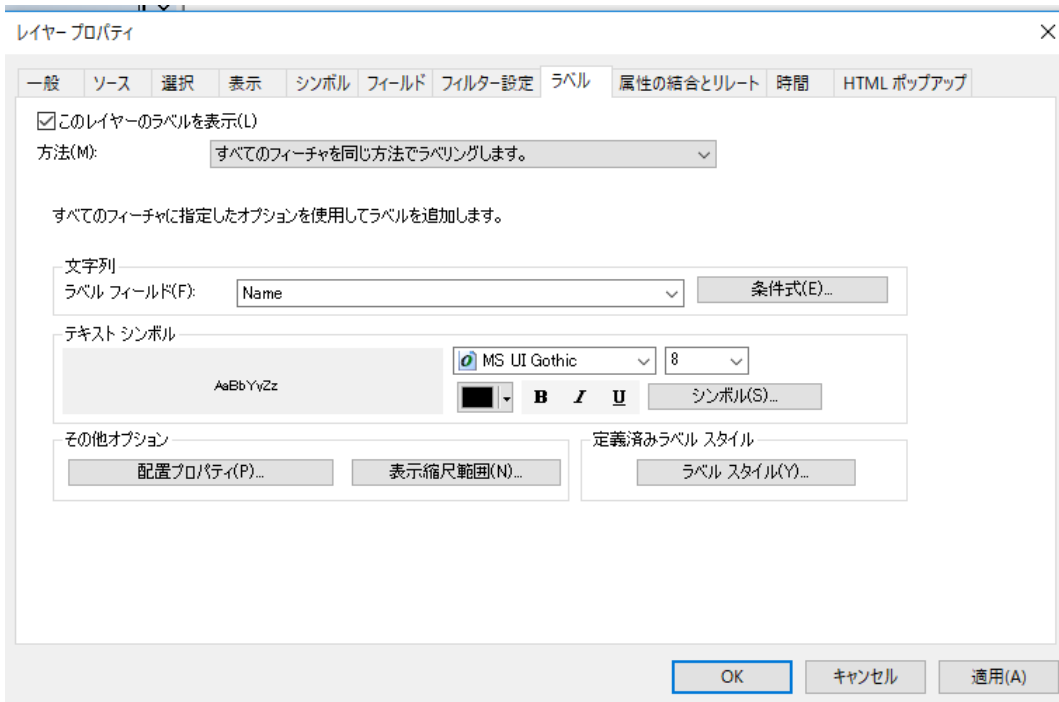 レイヤー プロパティ
一般 ソース 選択 表示 シンボル フィールド フィルター設定 ラベル 属性の結合とリレート 時間 HTML ポップアップ
このレイヤーのラベルを表示(L)
方法(M): すべてのフィーチャを同じ方法でラベリングします。
すべてのフィーチャに指定したオプションを使用してラベルを追加します。
文字列
ラベル フィールド(F): Name 条件式(E)...
テキスト シンボル
AaBbYyZz MS UI Gothic 8
B I U シンボル(S)...
その他オプション 定義済みラベル スタイル
配置プロパティ(P)... 表示縮尺範囲(N)... ラベル スタイル(Y)...
OK キャンセル 適用(A)